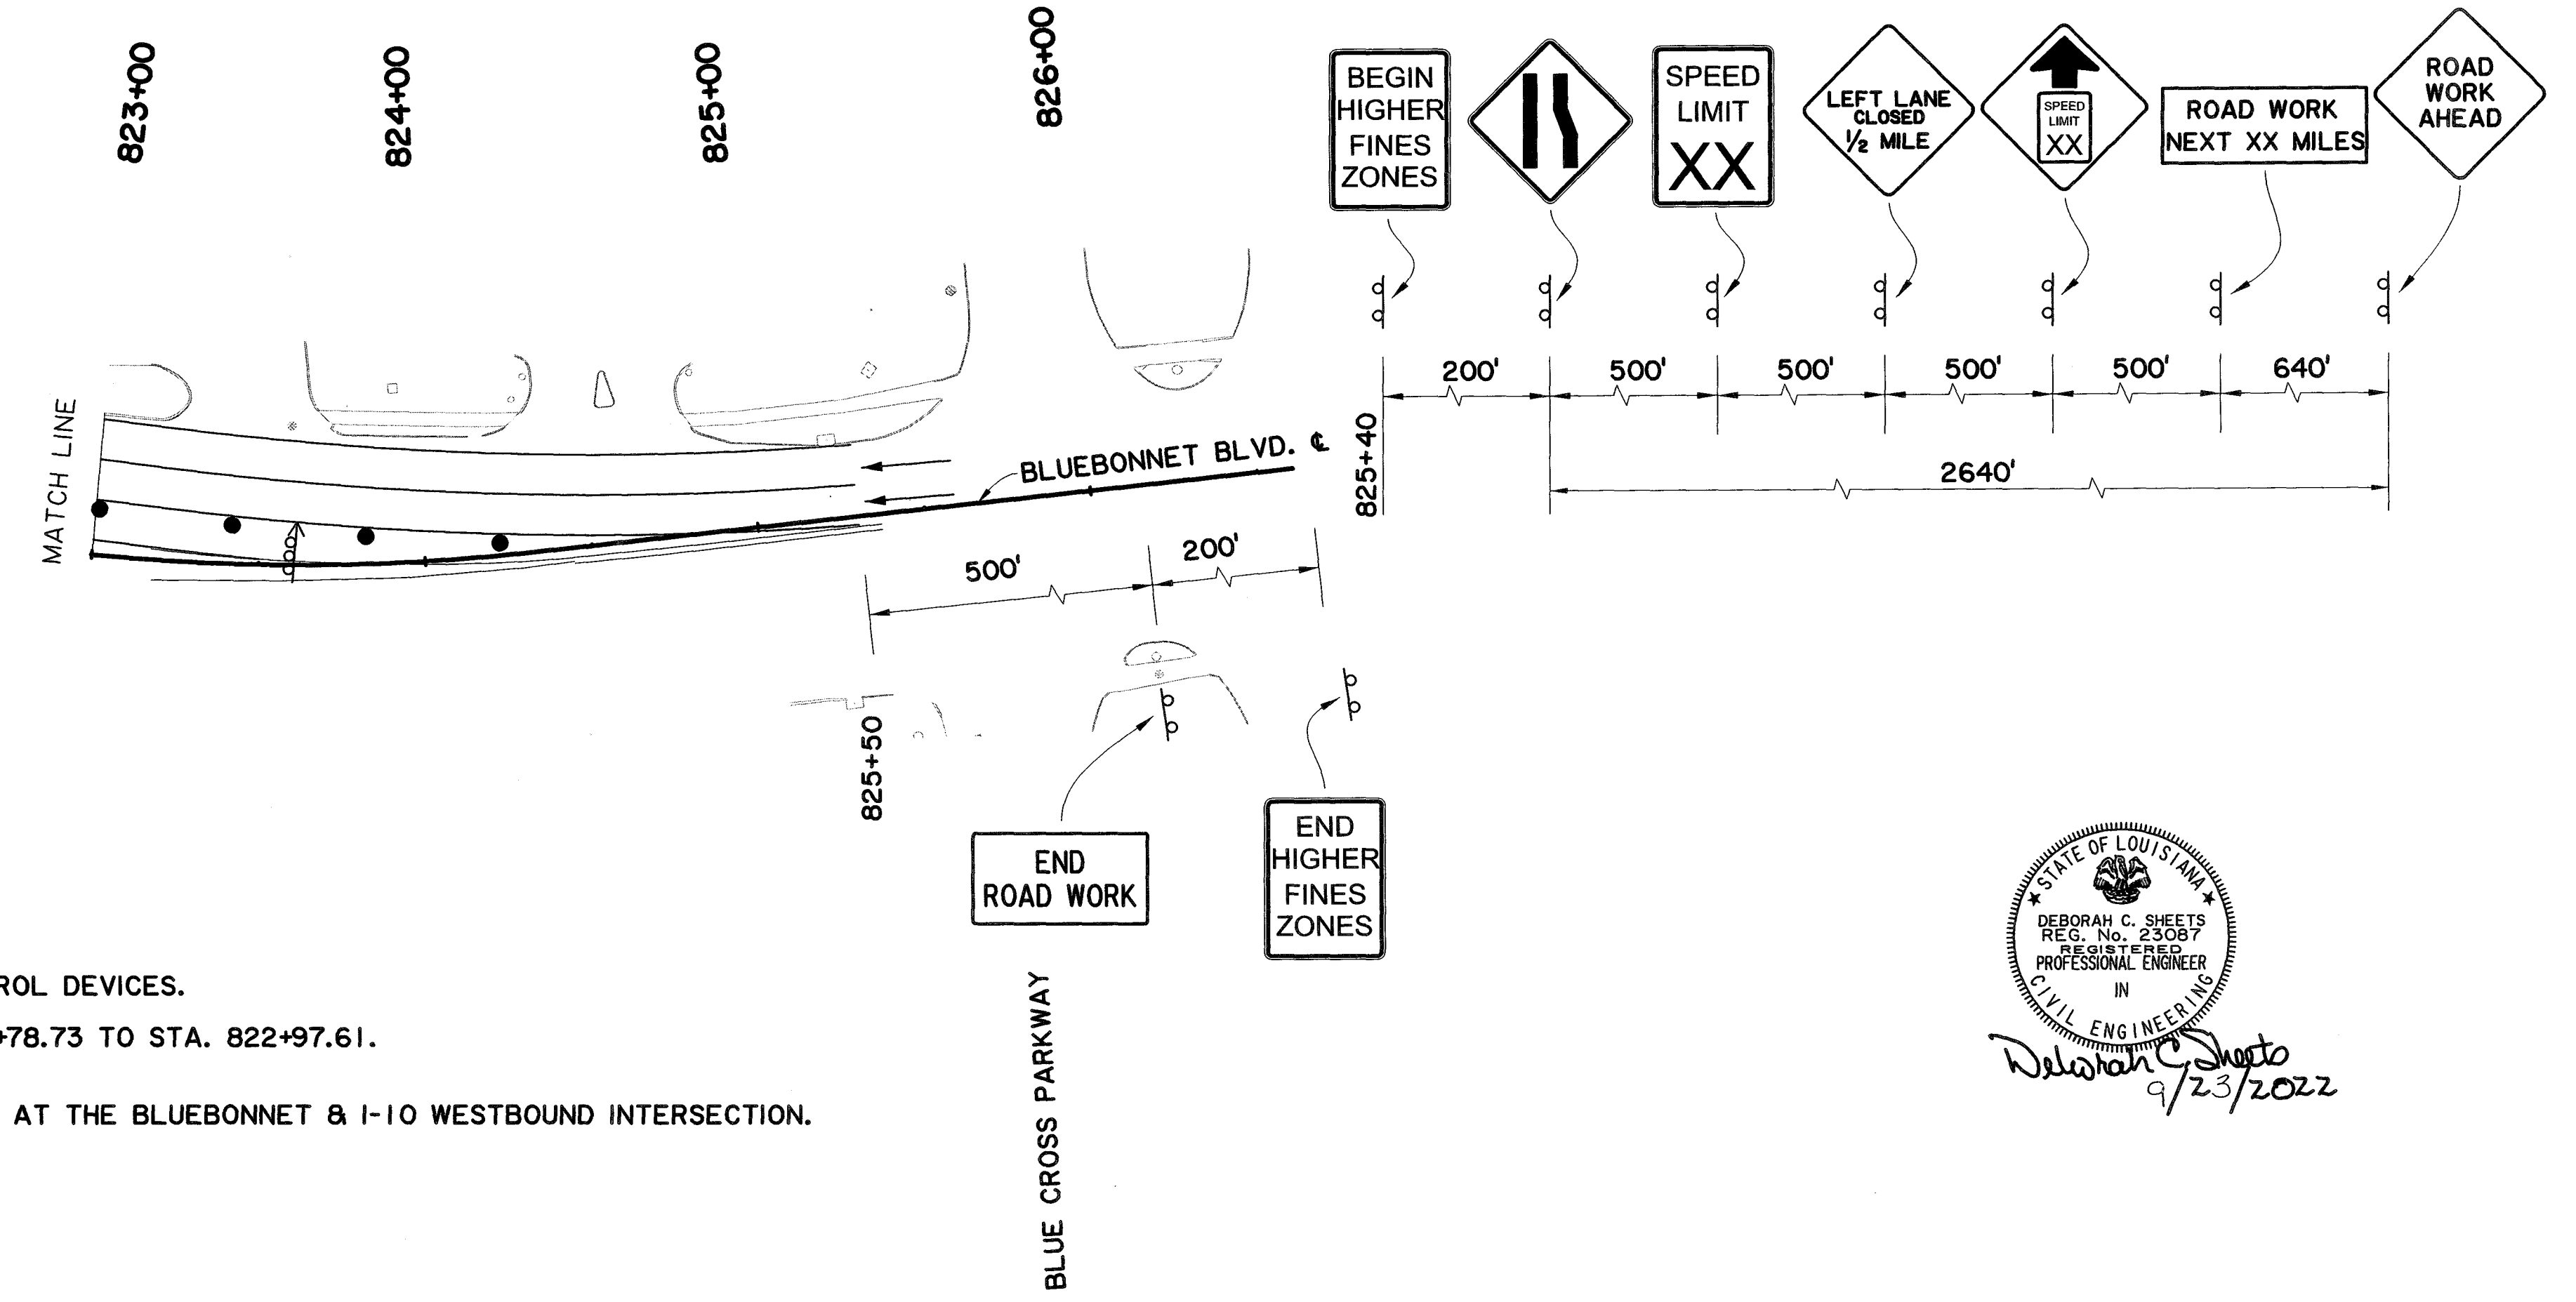 823+00
824+00
825+00
826+00
BEGIN
HIGHER
FINES
ZONES
SPEED
LIMIT
XX
LEFT LANE
CLOSED
1/2 MILE
SPEED
LIMIT
XX
ROAD WORK
NEXT XX MILES
ROAD
WORK
AHEAD
200'
500'
500'
500'
500'
640'
825+40
2640'
MATCH LINE
BLUEBONNET BLVD. ℄
500'
200'
825+50
END
ROAD WORK
END
HIGHER
FINES
ZONES
BLUE CROSS PARKWAY
ROL DEVICES.
+78.73 TO STA. 822+97.61.
AT THE BLUEBONNET & I-10 WESTBOUND INTERSECTION.
STATE OF LOUISIANA
DEBORAH C. SHEETS
REG. No. 23087
REGISTERED
PROFESSIONAL ENGINEER
IN
CIVIL ENGINEERING
Deborah C. Sheets
9/23/2022